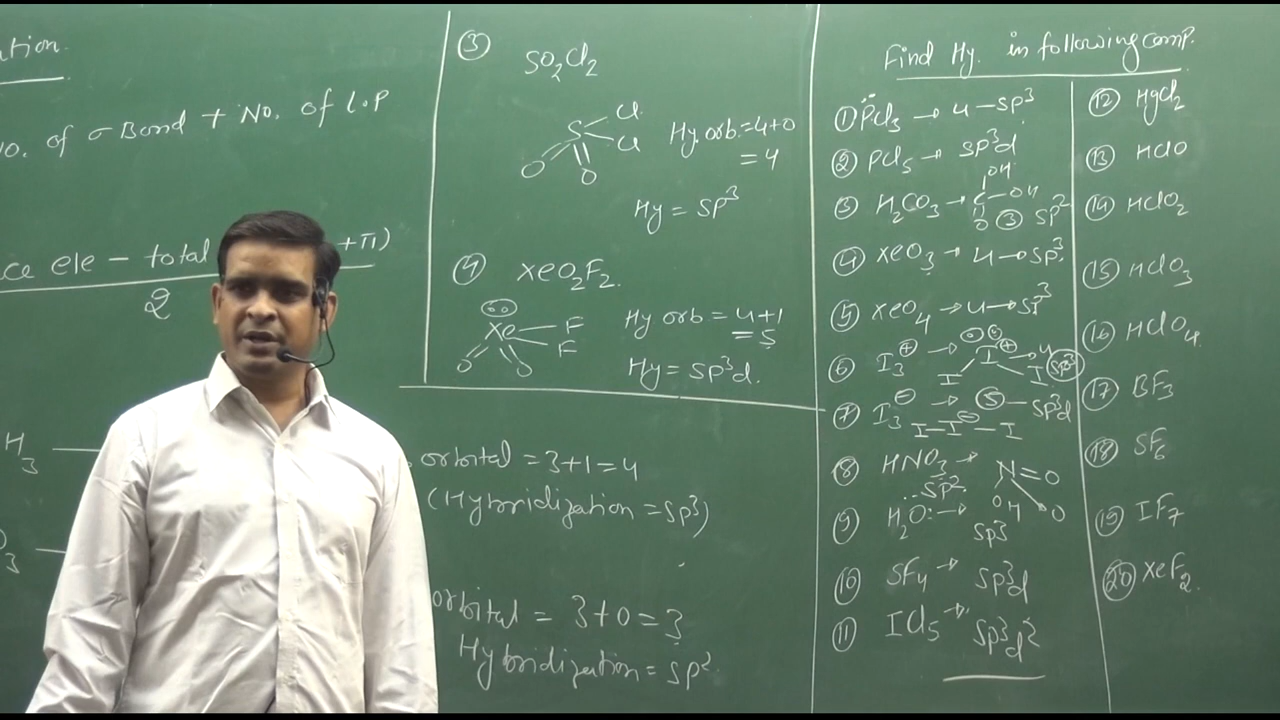 ation.
No. of σ Bond + No. of l.p
ce ele - total + π)
2
H3
O3
③ SO2Cl2
Cl
S Cl
O O
Hy. orb. = 4+0
= 4
Hy = sp³
④ XeO2F2.
Xe F
F
O O
Hy orb = 4+1
= 5
Hy = sp³d.
orbital = 3+1 = 4
(Hybridization = sp³)
orbital = 3+0 = 3
Hybridization = sp²
Find Hy. in following comp.
① PCl3 → 4 - sp³
② PCl5 → sp³d
③ H2CO3 → C OH OH O ③ sp²
④ XeO3 → 4 → sp³
⑤ XeO4 → 4 → sp³
⑥ I3⊕ → I⊕ I I 4 sp³
⑦ I3⊖ → ⑤ - sp³d
I-I⊖-I
⑧ HNO3 → N=O OH O
sp²
⑨ H2O: → sp³
⑩ SF4 → sp³d
⑪ ICl5 → sp³d²
⑫ HgCl2
⑬ HClO
⑭ HClO2
⑮ HClO3
⑯ HClO4
⑰ BF3
⑱ SF6
⑲ IF7
⑳ XeF2.